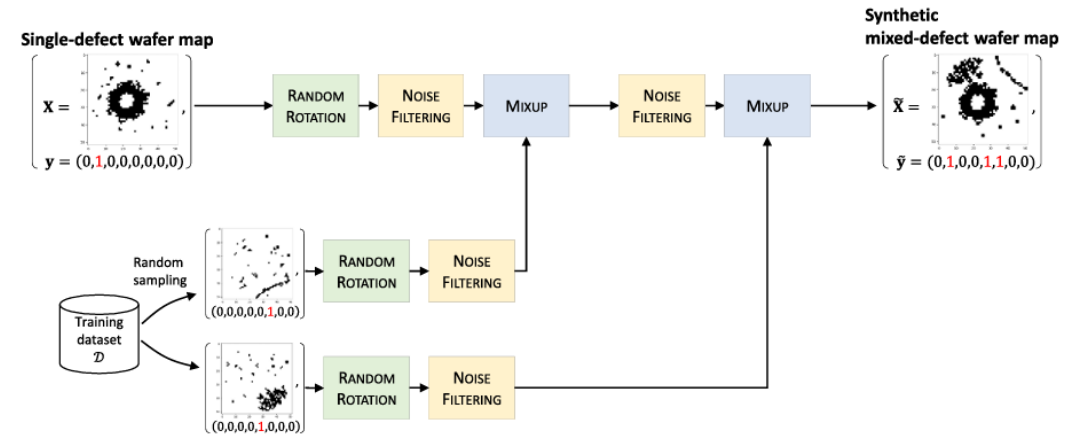 Synthetic
mixed-defect wafer map
Single-defect wafer map
X =
,
y = (0,1,0,0,0,0,0,0)
RANDOM
ROTATION
NOISE
FILTERING
MIXUP
NOISE
FILTERING
MIXUP
X̃ =
,
ỹ = (0,1,0,0,1,1,0,0)
Random
sampling
Training
dataset
𝒟
(0,0,0,0,0,1,0,0)
RANDOM
ROTATION
NOISE
FILTERING
,
(0,0,0,0,1,0,0,0)
RANDOM
ROTATION
NOISE
FILTERING